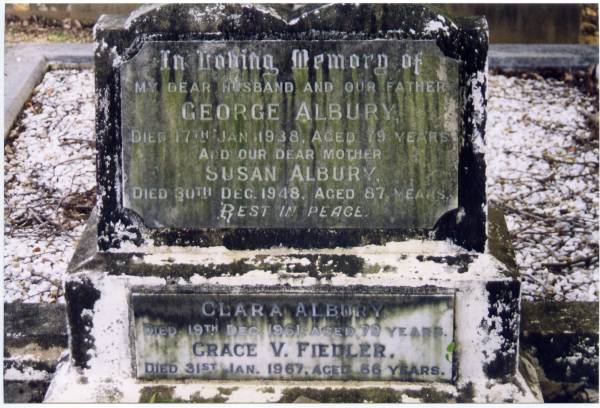 In Loving Memory of
MY DEAR HUSBAND AND OUR FATHER
GEORGE ALBURY,
DIED 17TH JAN. 1938, AGED 79 YEARS.
AND OUR DEAR MOTHER
SUSAN ALBURY,
DIED 30TH DEC. 1948, AGED 87 YEARS,
REST IN PEACE.
CLARA ALBURY
DIED 19TH DEC. 1961, AGED YEARS.
GRACE V. FIEDLER,
DIED 31ST JAN. 1967, AGED 66 YEARS.